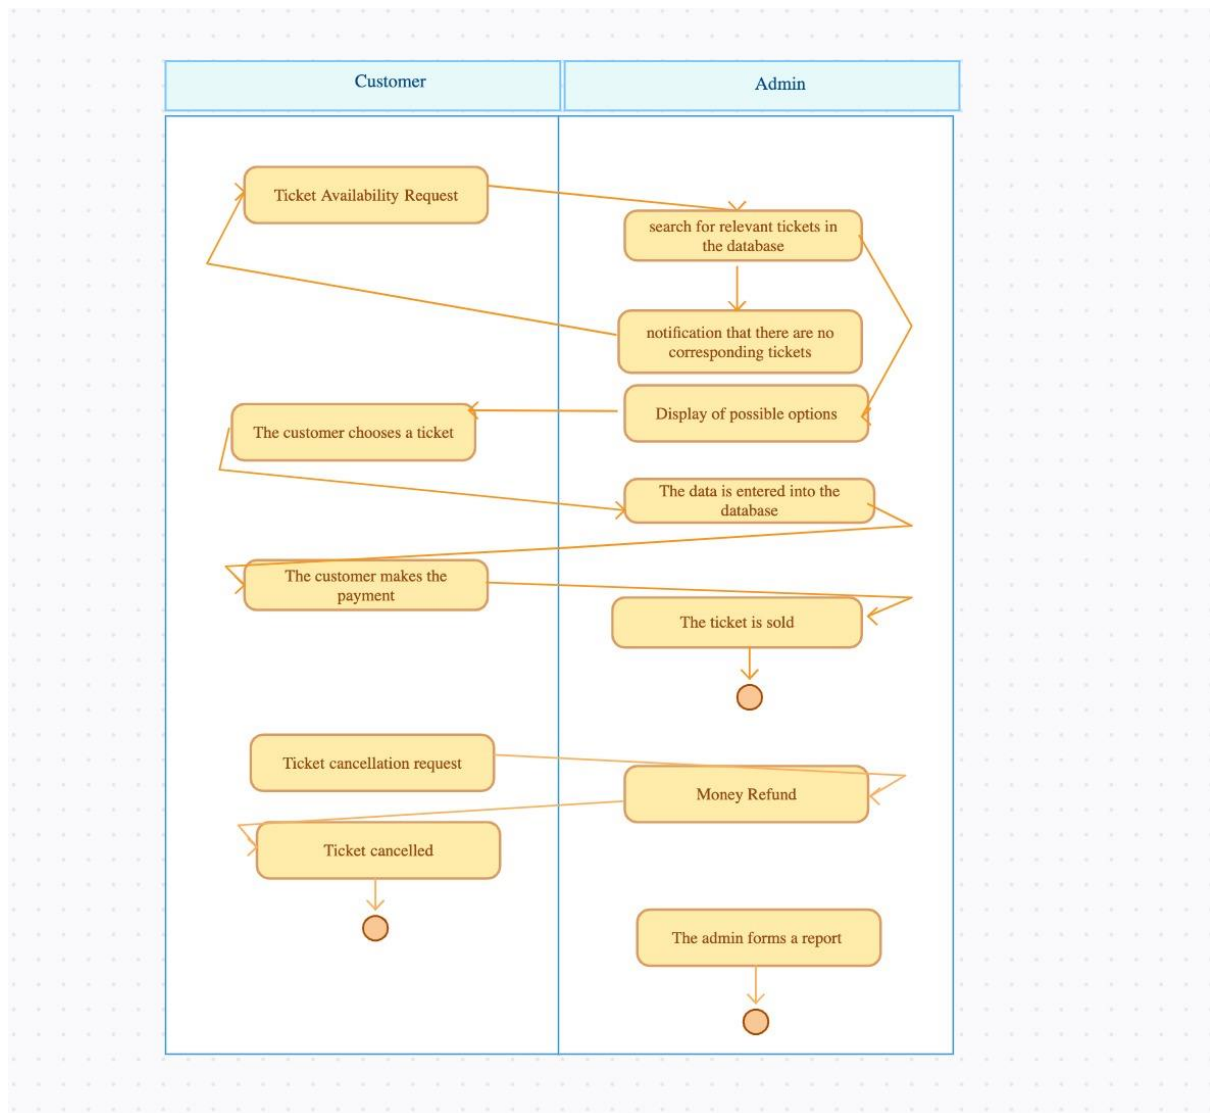 Customer
Admin
Ticket Availability Request
search for relevant tickets in
the database
notification that there are no
corresponding tickets
Display of possible options
The customer chooses a ticket
The data is entered into the
database
The customer makes the
payment
The ticket is sold
Ticket cancellation request
Money Refund
Ticket cancelled
The admin forms a report